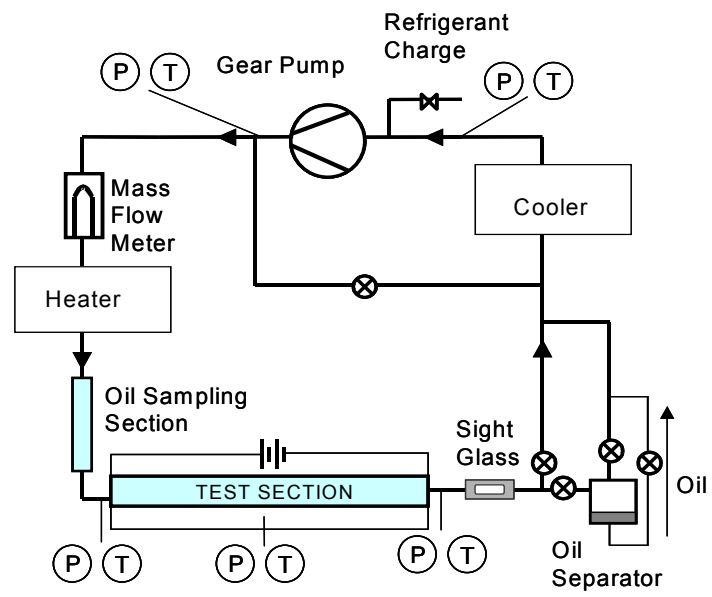 Refrigerant
Charge
Gear Pump
P T
P T
Mass
Flow
Meter
Cooler
Heater
Oil Sampling
Section
Sight
Glass
TEST SECTION
Oil
P T
P T
P T
Oil
Separator